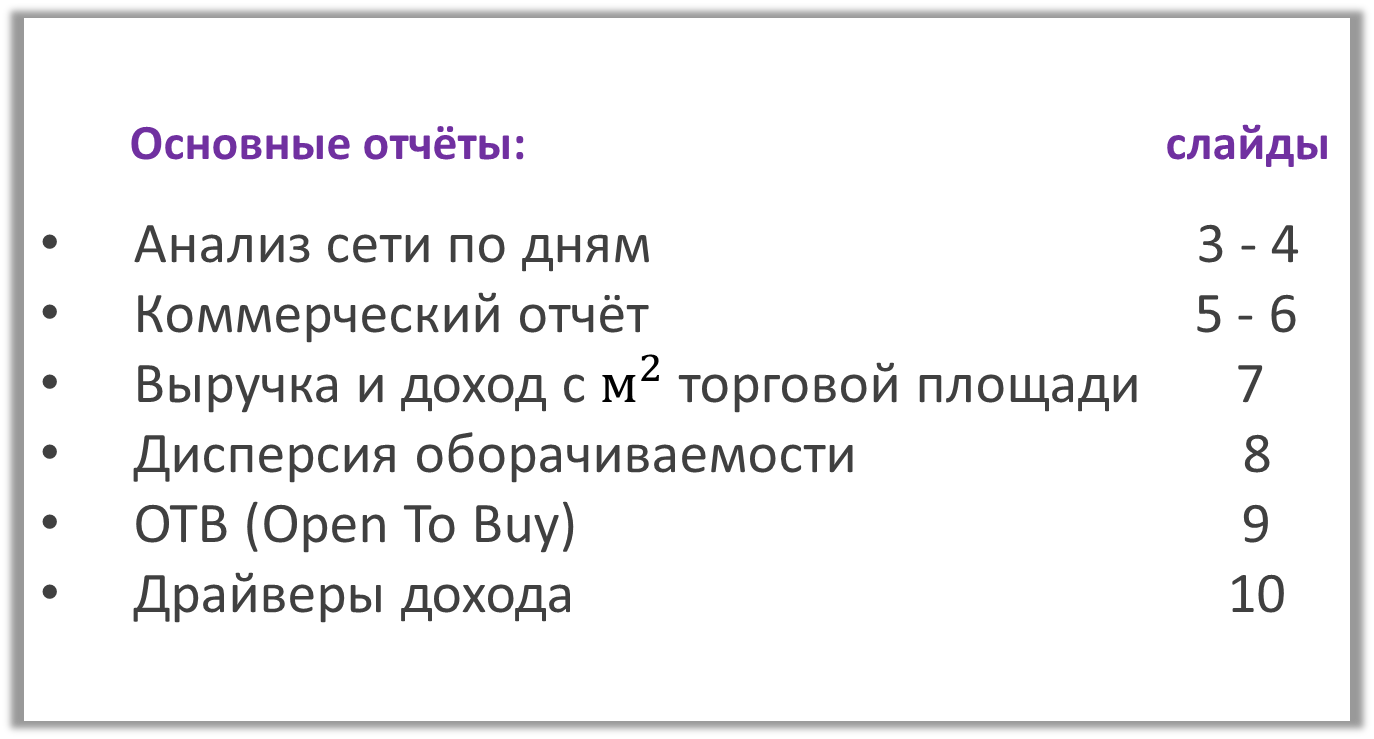 Основные отчёты: слайды
• Анализ сети по дням 3 - 4
• Коммерческий отчёт 5 - 6
• Выручка и доход с м² торговой площади 7
• Дисперсия оборачиваемости 8
• OTB (Open To Buy) 9
• Драйверы дохода 10